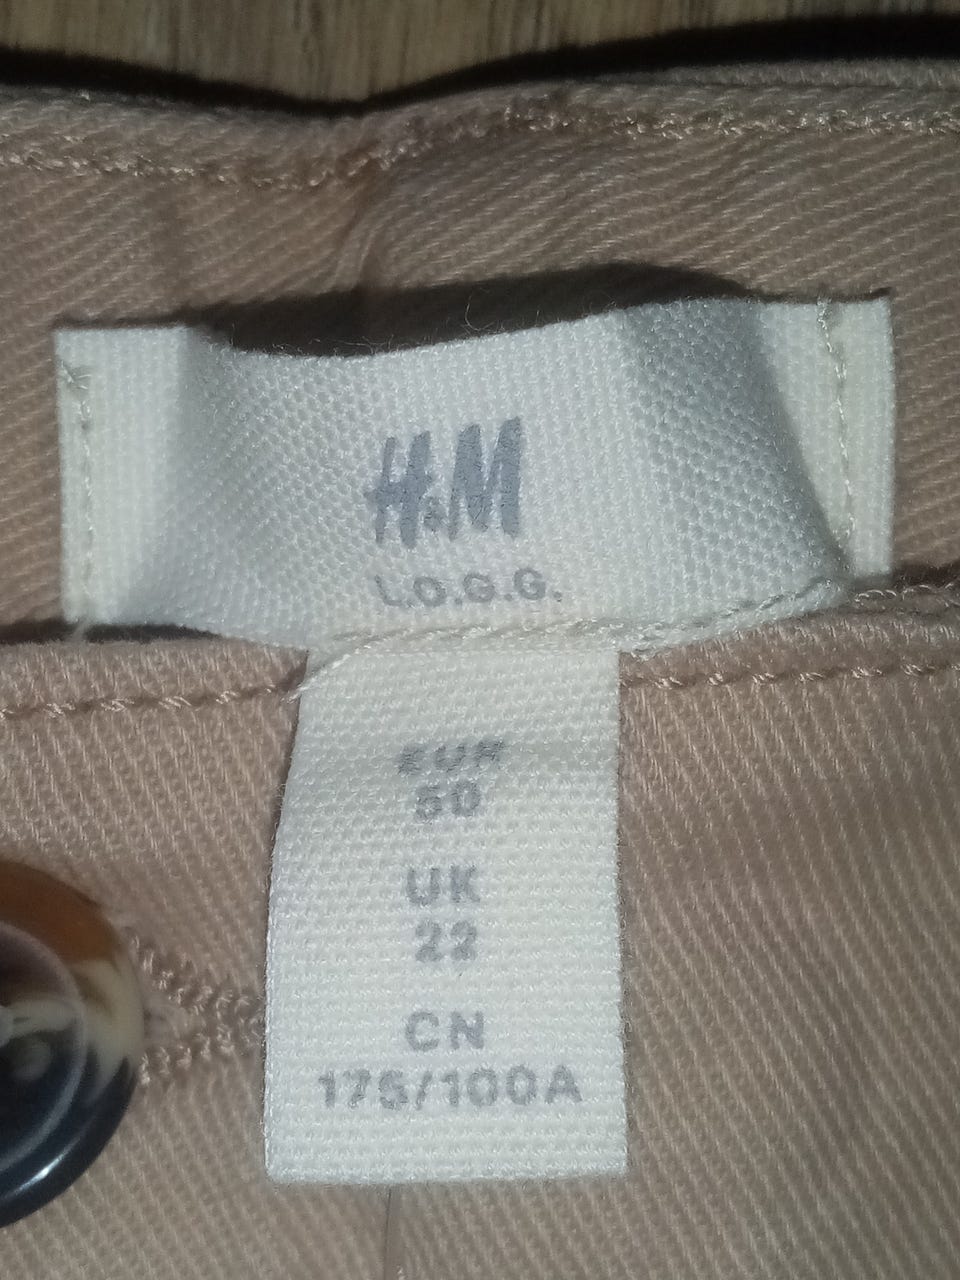 H&M
L.O.G.G.
EUR
50
UK
22
CN
175/100A